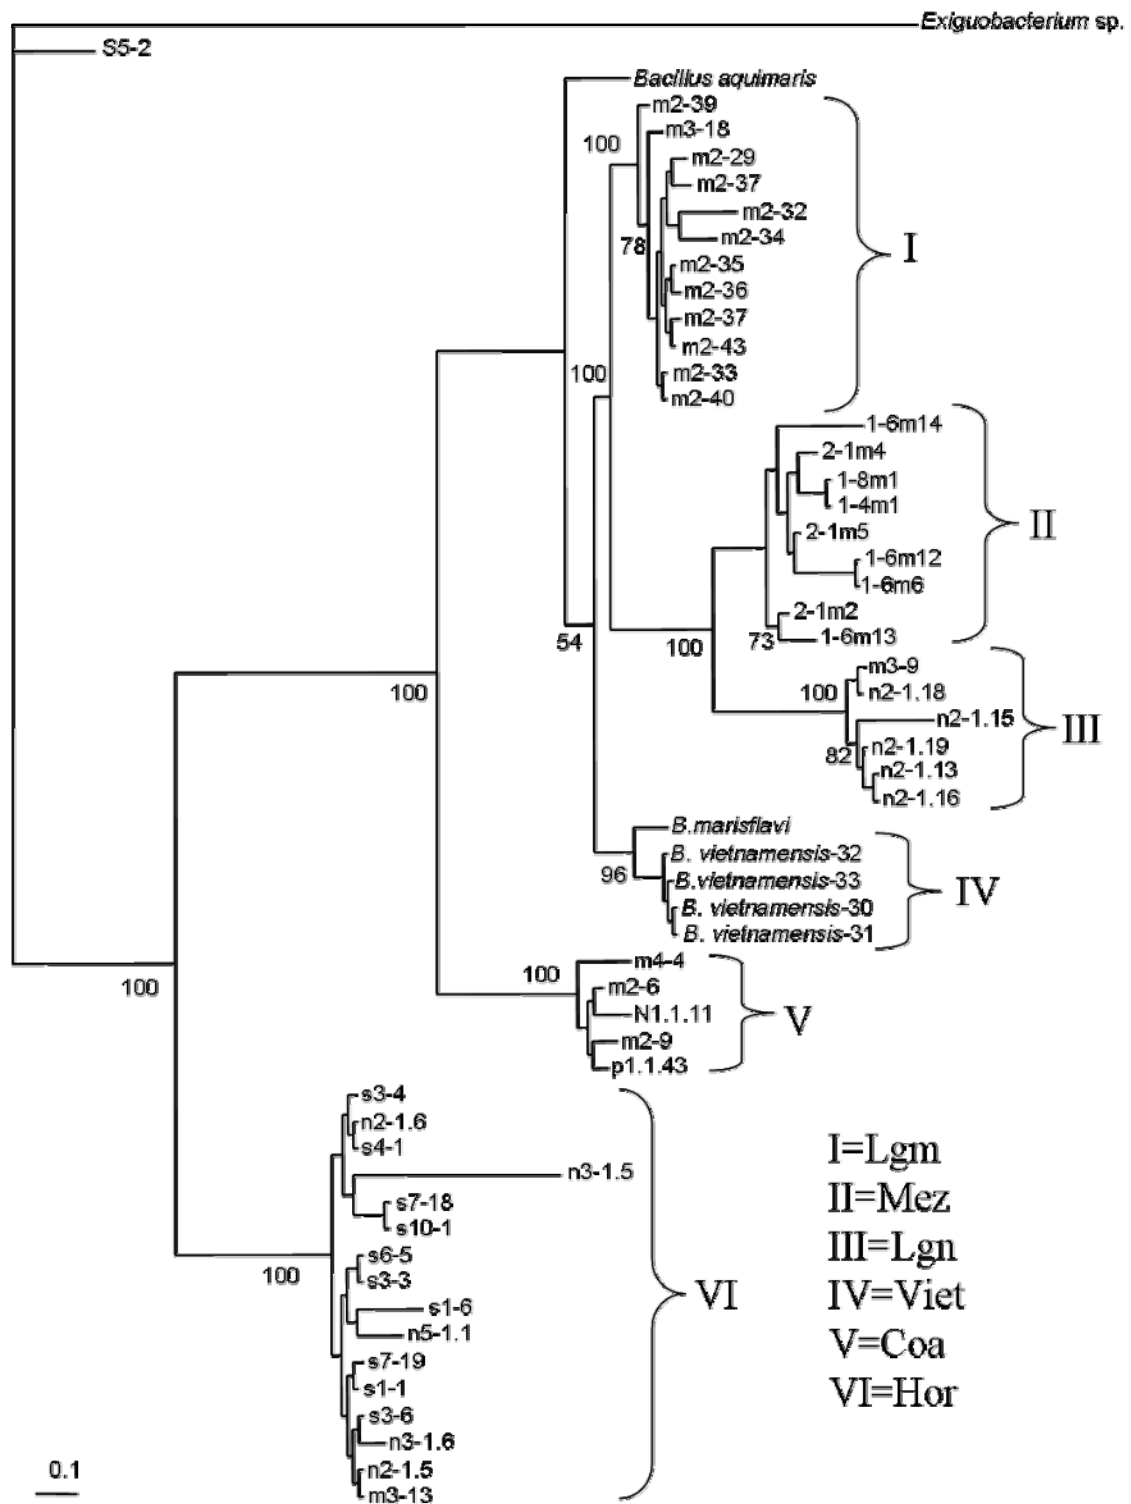 Exiguobacterium sp.
S5-2
Bacillus aquimaris
m2-39
m3-18
100
m2-29
m2-37
m2-32
m2-34
78
I
m2-35
m2-36
m2-37
m2-43
100
m2-33
m2-40
1-6m14
2-1m4
1-8m1
1-4m1
II
2-1m5
1-6m12
1-6m6
2-1m2
54
100
73
1-6m13
m3-9
100
100
n2-1.18
n2-1.15
III
n2-1.19
82
n2-1.13
n2-1.16
B.marisflavi
B. vietnamensis-32
96
B.vietnamensis-33
IV
B. vietnamensis-30
B. vietnamensis-31
m4-4
100
100
m2-6
N1.1.11
V
m2-9
p1.1.43
s3-4
n2-1.6
s4-1
n3-1.5
s7-18
s10-1
s6-5
100
s3-3
VI
s1-6
n5-1.1
s7-19
s1-1
s3-6
n3-1.6
n2-1.5
m3-13
I=Lgm
II=Mez
III=Lgn
IV=Viet
V=Coa
VI=Hor
0.1